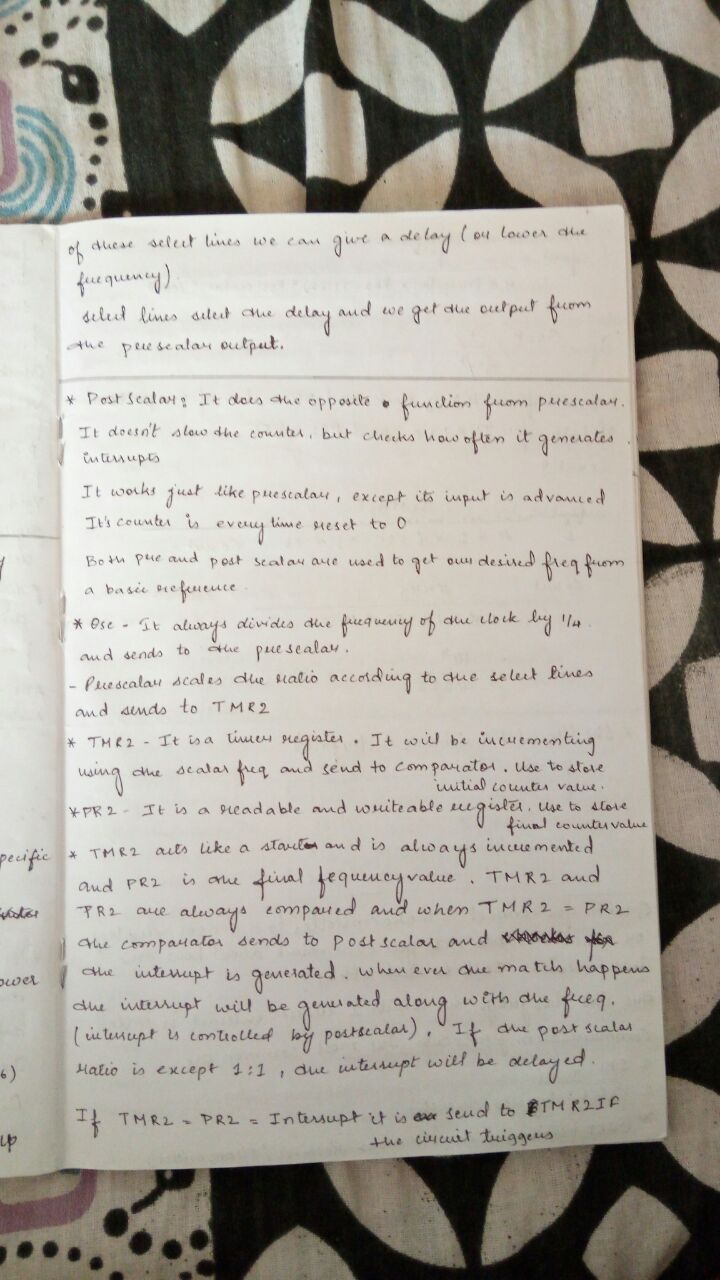 of these select lines we can give a delay (or lower the
frequency)
select lines select the delay and we get the output from
the prescalar output.
* Post Scalar: It does the opposite function from prescalar.
It doesn't slow the counter, but checks how often it generates
interrupts
It works just like prescalar, except its input is advanced
It's counter is everytime reset to 0
Both pre and post scalar are used to get our desired freq from
a basic reference.
* Osc - It always divides the frequency of the clock by 1/4.
and sends to the prescalar.
- Prescalar scales the ratio according to the select lines
and sends to TMR2
* TMR2 - It is a timer register. It will be incrementing
using the scalar freq and send to comparator. Use to store
initial counter value.
* PR2 - It is a readable and writeable register. Use to store
final counter value
* TMR2 acts like a start and is always incremented
and PR2 is the final fequency value. TMR2 and
PR2 are always compared and when TMR2 = PR2
the comparator sends to postscalar and
the interrupt is generated. When ever the match happens
the interrupt will be generated along with the freq.
(interrupt is controlled by postscalar). If the post scalar
ratio is except 1:1, the interrupt will be delayed.
If TMR2 = PR2 = Interrupt it is send to TMR2IF
the circuit triggers
pecific
ower
6)
up